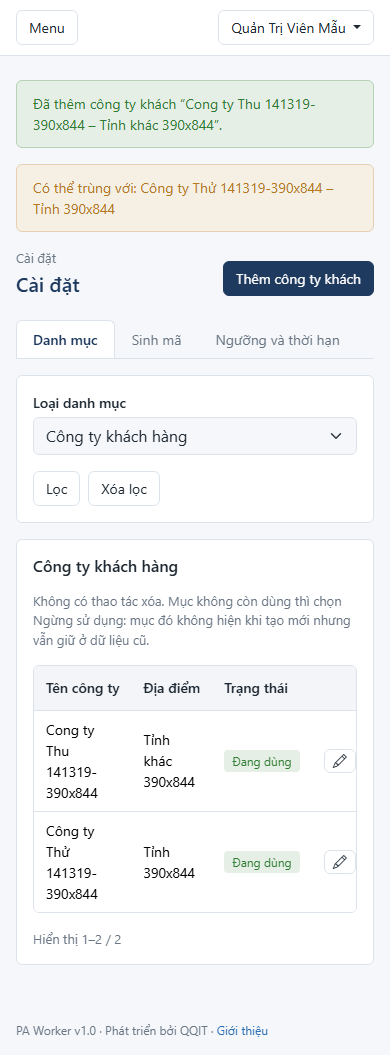 Menu
Quản Trị Viên Mẫu
Đã thêm công ty khách “Cong ty Thu 141319-
390x844 – Tỉnh khác 390x844”.
Có thể trùng với: Công ty Thử 141319-390x844 –
Tỉnh 390x844
Cài đặt
Cài đặt
Thêm công ty khách
Danh mục
Sinh mã
Ngưỡng và thời hạn
Loại danh mục
Công ty khách hàng
Lọc
Xóa lọc
Công ty khách hàng
Không có thao tác xóa. Mục không còn dùng thì chọn
Ngừng sử dụng: mục đó không hiện khi tạo mới nhưng
vẫn giữ ở dữ liệu cũ.
Tên công ty
Địa điểm
Trạng thái
Cong ty
Thu
141319-
390x844
Tỉnh
khác
390x844
Đang dùng
Công ty
Thử
141319-
390x844
Tỉnh
390x844
Đang dùng
Hiển thị 1–2 / 2
PA Worker v1.0 · Phát triển bởi QQIT · Giới thiệu